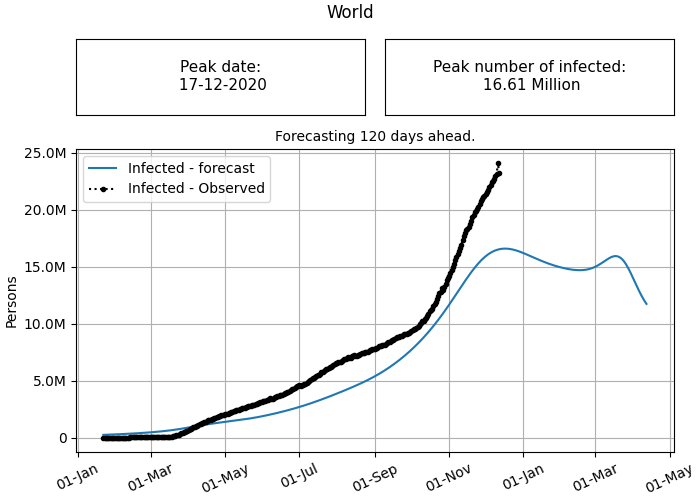 World
Peak date:
17-12-2020
Peak number of infected:
16.61 Million
Forecasting 120 days ahead.
Infected - forecast
Infected - Observed
Persons
25.0M
20.0M
15.0M
10.0M
5.0M
0
01-Jan
01-Mar
01-May
01-Jul
01-Sep
01-Nov
01-Jan
01-Mar
01-May